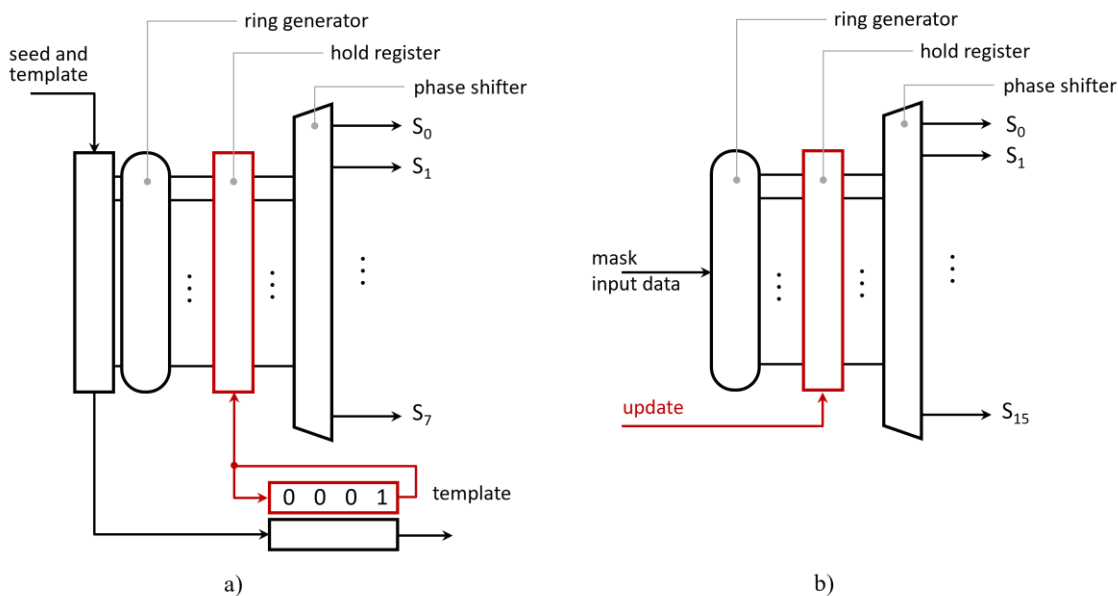 ring generator
hold register
phase shifter
seed and
template
S0
S1
S7
0 0 0 1
template
a)
ring generator
hold register
phase shifter
S0
S1
mask
input data
update
S15
b)